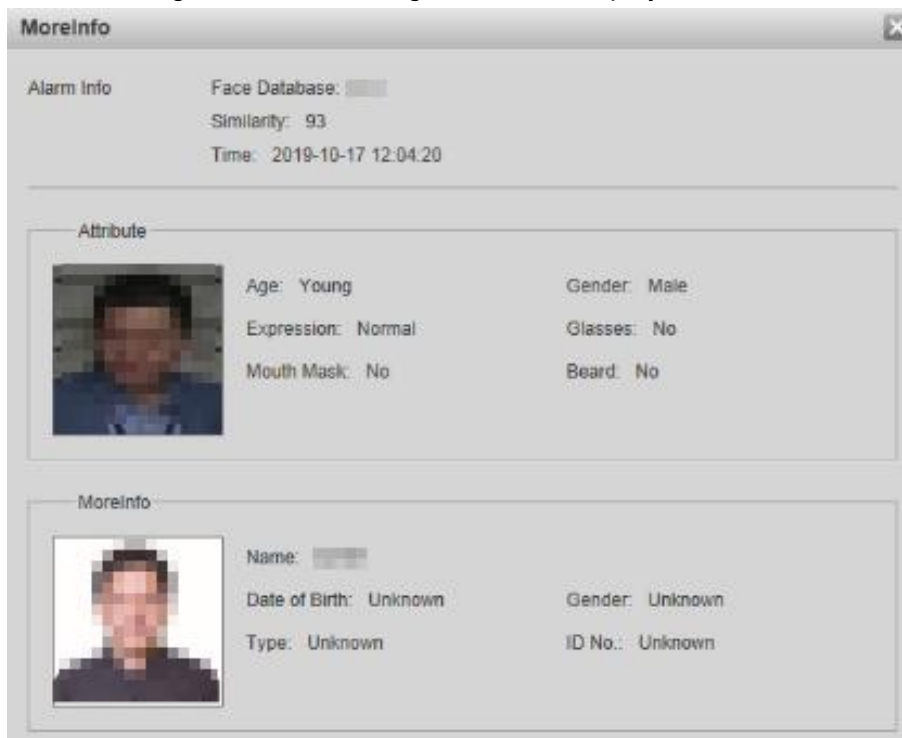 MoreInfo
Alarm Info Face Database:
Similarity: 93
Time: 2019-10-17 12:04:20
Attribute
Age: Young Gender: Male
Expression: Normal Glasses: No
Mouth Mask: No Beard: No
MoreInfo
Name:
Date of Birth: Unknown Gender: Unknown
Type: Unknown ID No.: Unknown